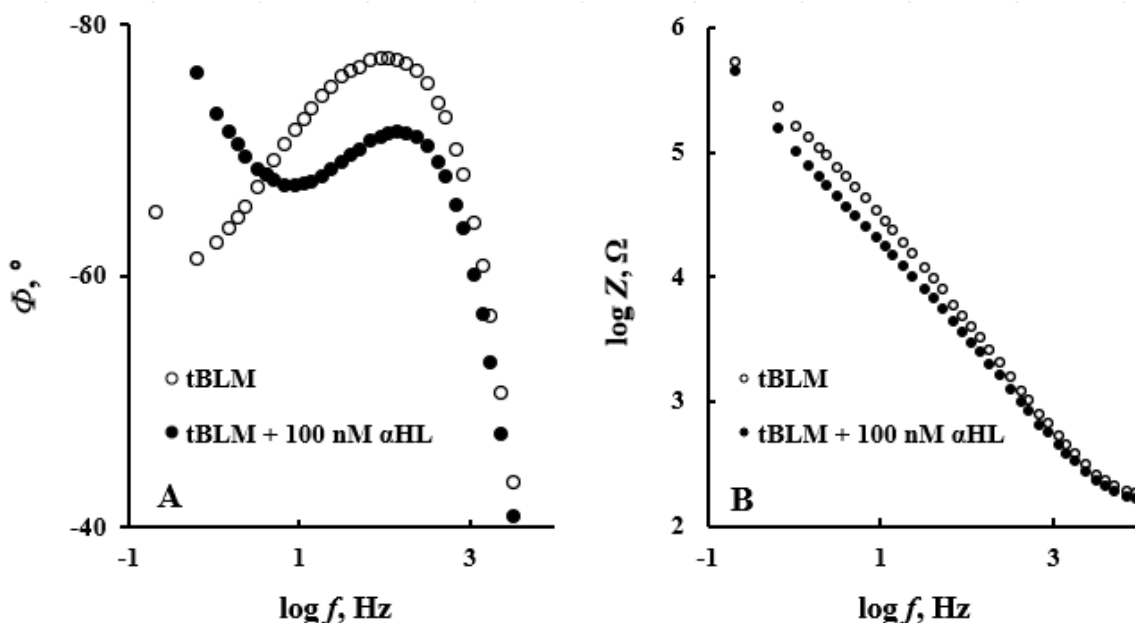 -80
-60
-40
-1
1
3
Φ, °
log f, Hz
tBLM
tBLM + 100 nM αHL
A
6
5
4
3
2
-1
1
3
log Z, Ω
log f, Hz
tBLM
tBLM + 100 nM αHL
B